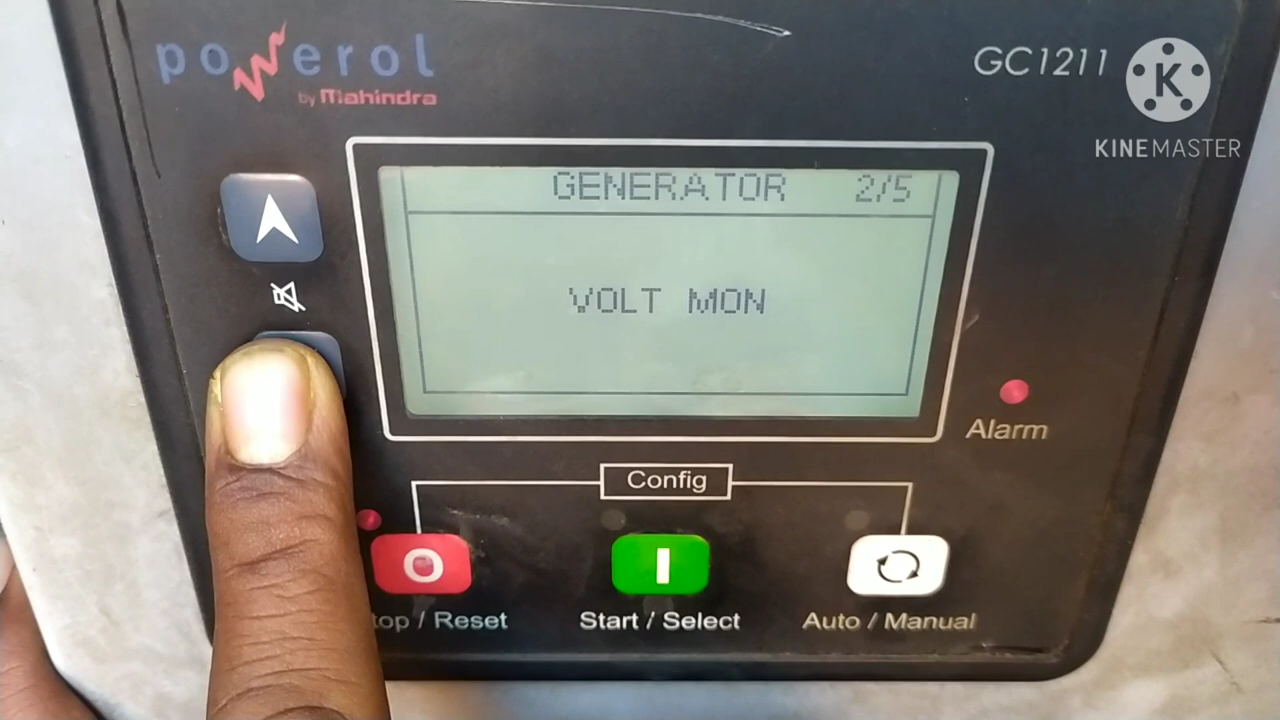 powerol
by Mahindra
GC1211
K
KINEMASTER
GENERATOR 2/5
VOLT MON
Alarm
Config
top / Reset
Start / Select
Auto / Manual